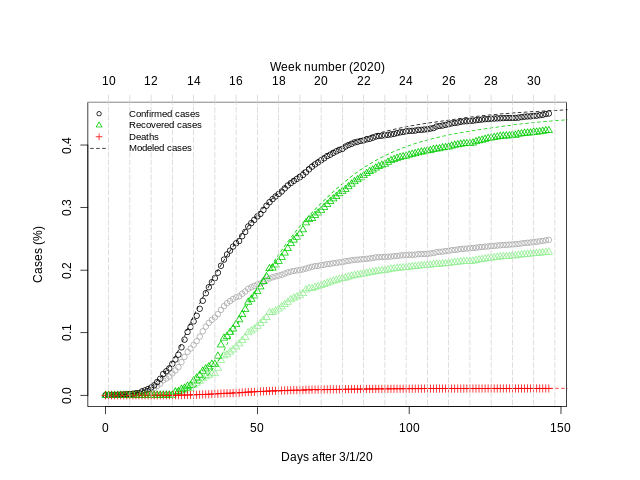 Week number (2020)
10 12 14 16 18 20 22 24 26 28 30
Confirmed cases
Recovered cases
Deaths
Modeled cases
Cases (%)
0.4
0.3
0.2
0.1
0.0
0 50 100 150
Days after 3/1/20